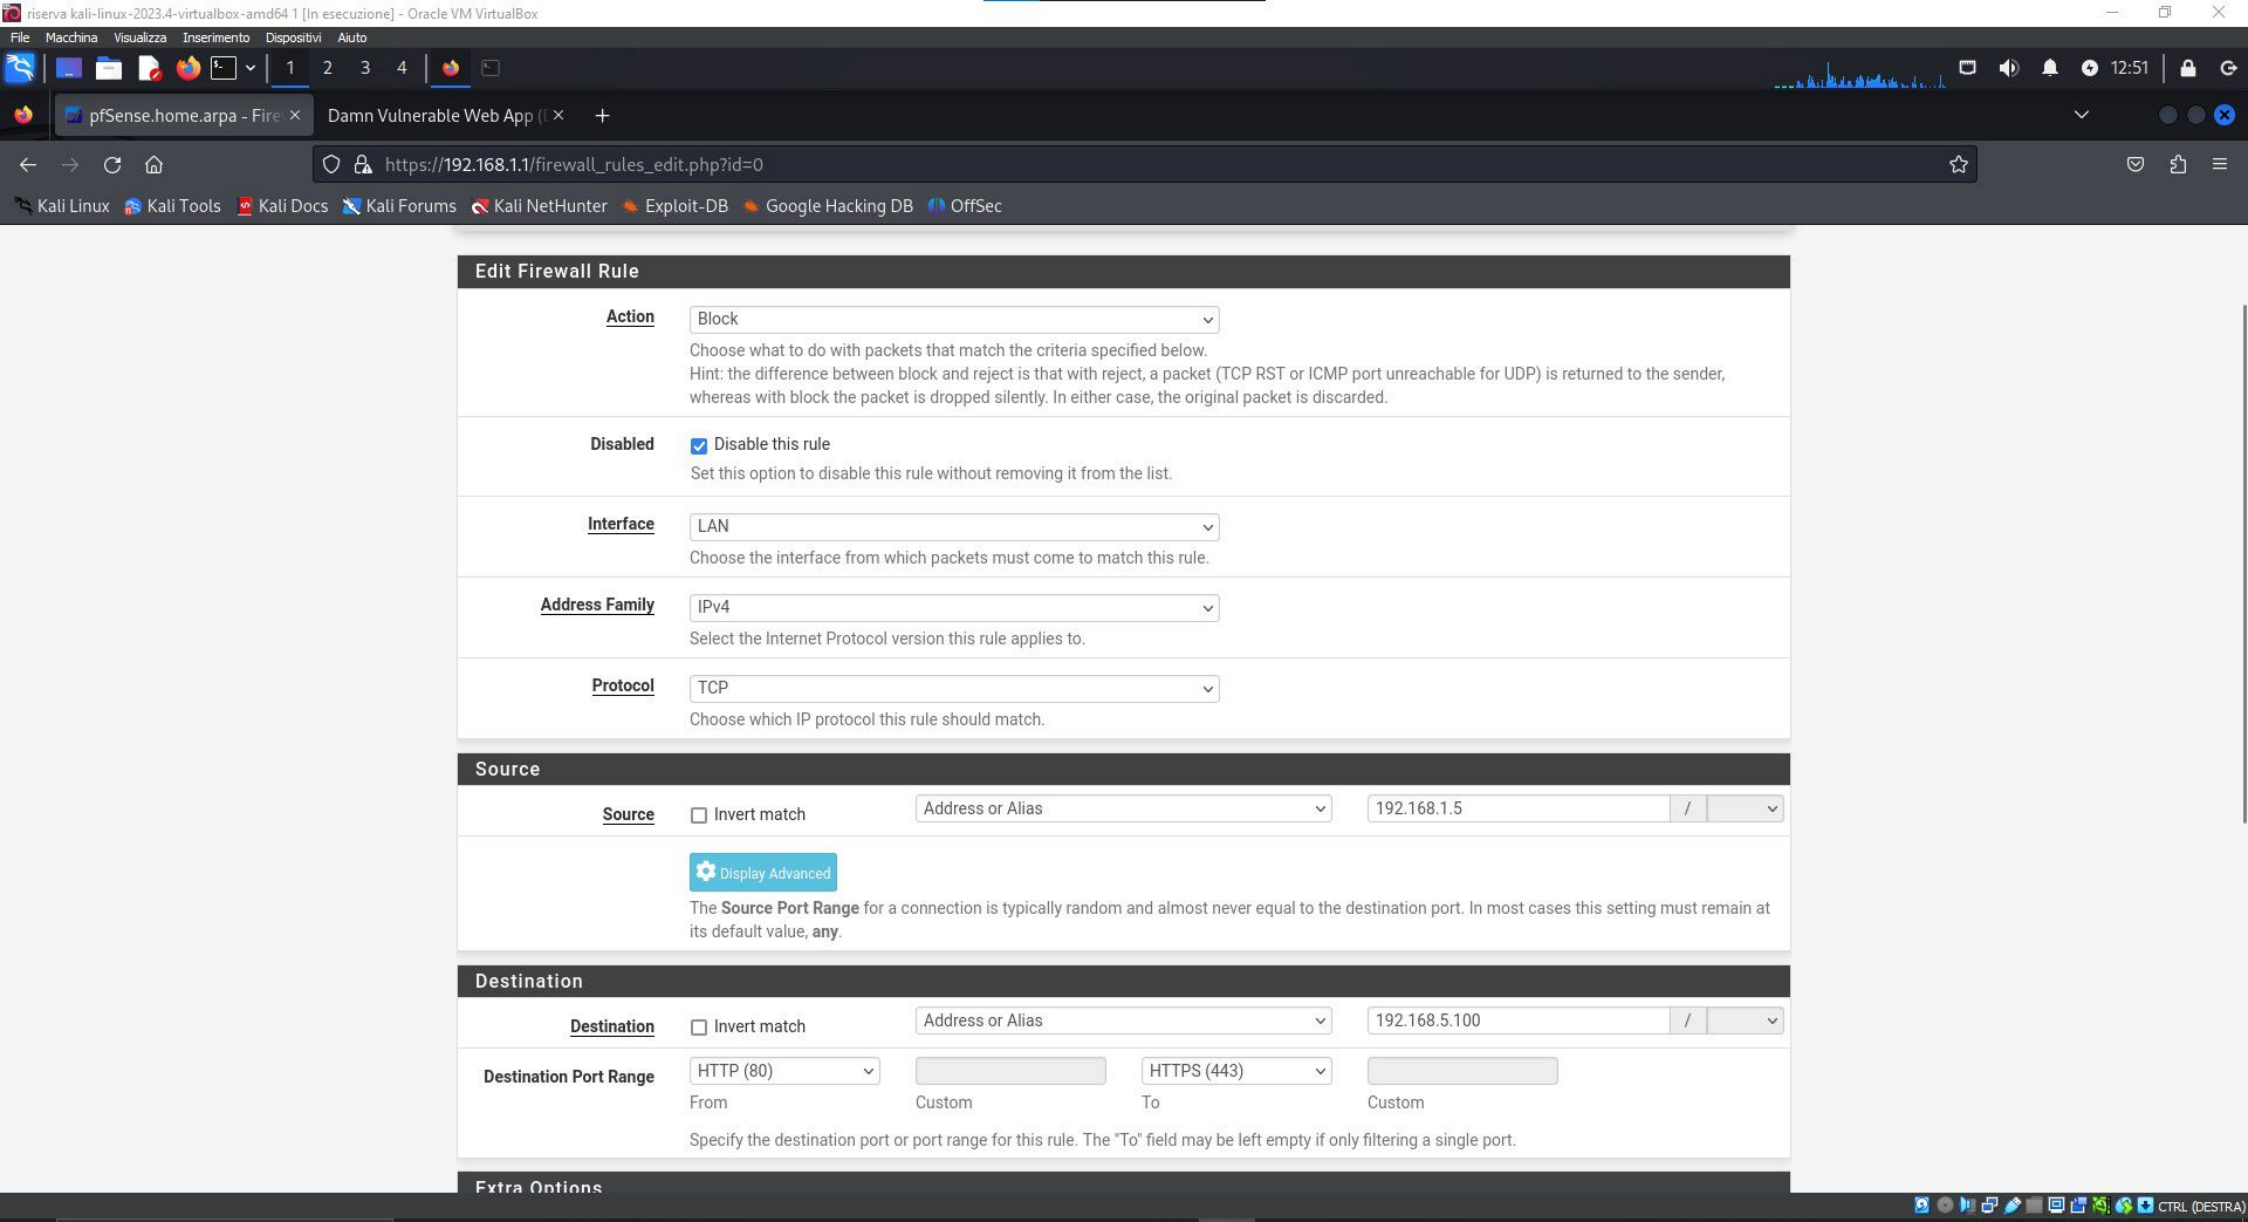 riserva kali-linux-2023.4-virtualbox-amd64 1 [In esecuzione] - Oracle VM VirtualBox
File Macchina Visualizza Inserimento Dispositivi Aiuto
1 2 3 4 12:51
pfSense.home.arpa - Fire Damn Vulnerable Web App (
https://192.168.1.1/firewall_rules_edit.php?id=0
Kali Linux Kali Tools Kali Docs Kali Forums Kali NetHunter Exploit-DB Google Hacking DB OffSec
Edit Firewall Rule
Action Block
Choose what to do with packets that match the criteria specified below.
Hint: the difference between block and reject is that with reject, a packet (TCP RST or ICMP port unreachable for UDP) is returned to the sender,
whereas with block the packet is dropped silently. In either case, the original packet is discarded.
Disabled Disable this rule
Set this option to disable this rule without removing it from the list.
Interface LAN
Choose the interface from which packets must come to match this rule.
Address Family IPv4
Select the Internet Protocol version this rule applies to.
Protocol TCP
Choose which IP protocol this rule should match.
Source
Source Invert match Address or Alias 192.168.1.5 /
Display Advanced
The Source Port Range for a connection is typically random and almost never equal to the destination port. In most cases this setting must remain at
its default value, any.
Destination
Destination Invert match Address or Alias 192.168.5.100 /
Destination Port Range HTTP (80) HTTPS (443)
From Custom To Custom
Specify the destination port or port range for this rule. The "To" field may be left empty if only filtering a single port.
Extra Options
CTRL (DESTRA)